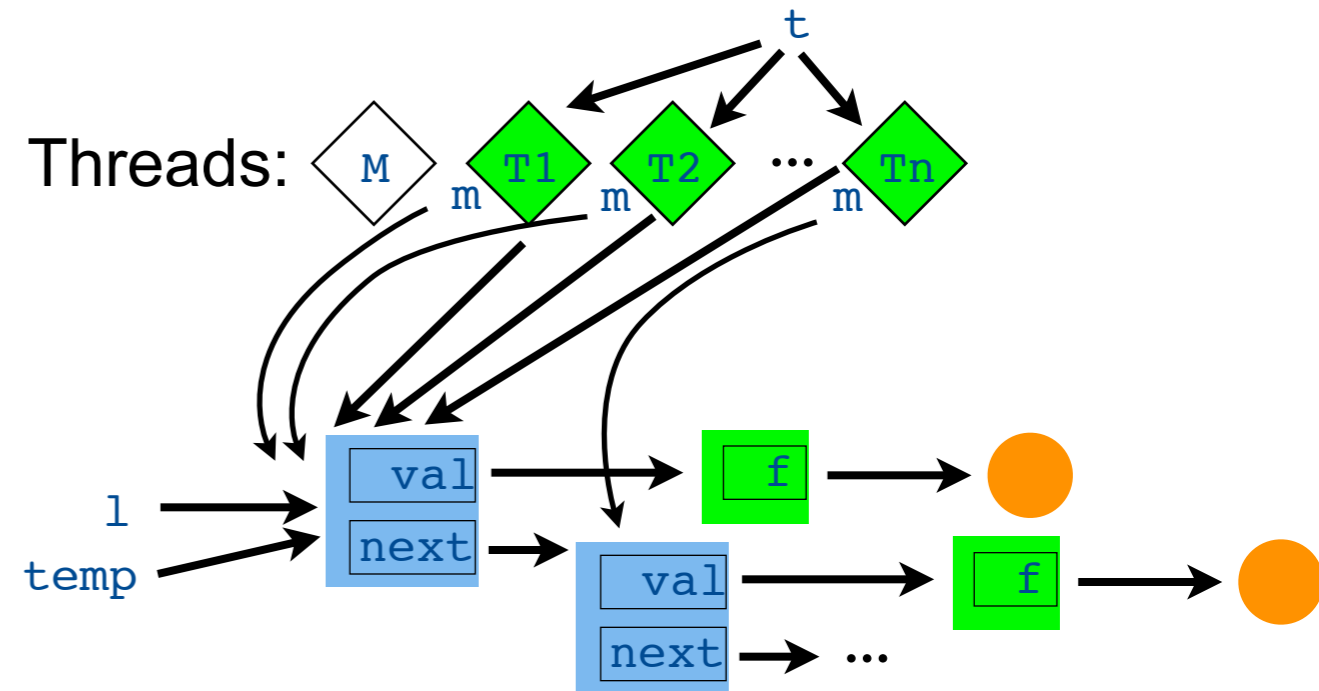 t
Threads: M T1 T2 ... Tn
m m m
val f
l
next
temp
val f
next ...